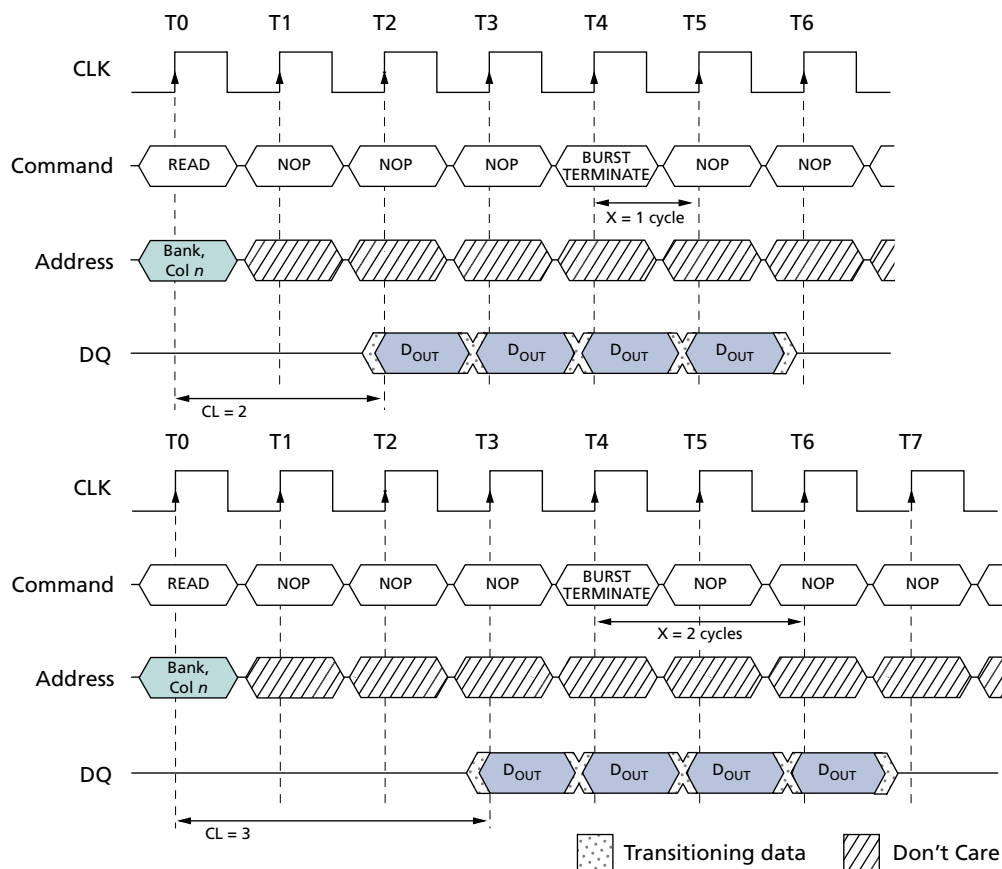 T0 T1 T2 T3 T4 T5 T6
CLK
Command READ NOP NOP NOP BURST TERMINATE NOP NOP
X = 1 cycle
Address Bank, Col n
DQ DOUT DOUT DOUT DOUT
CL = 2
T0 T1 T2 T3 T4 T5 T6 T7
CLK
Command READ NOP NOP NOP BURST TERMINATE NOP NOP NOP
X = 2 cycles
Address Bank, Col n
DQ DOUT DOUT DOUT DOUT
CL = 3
Transitioning data Don't Care